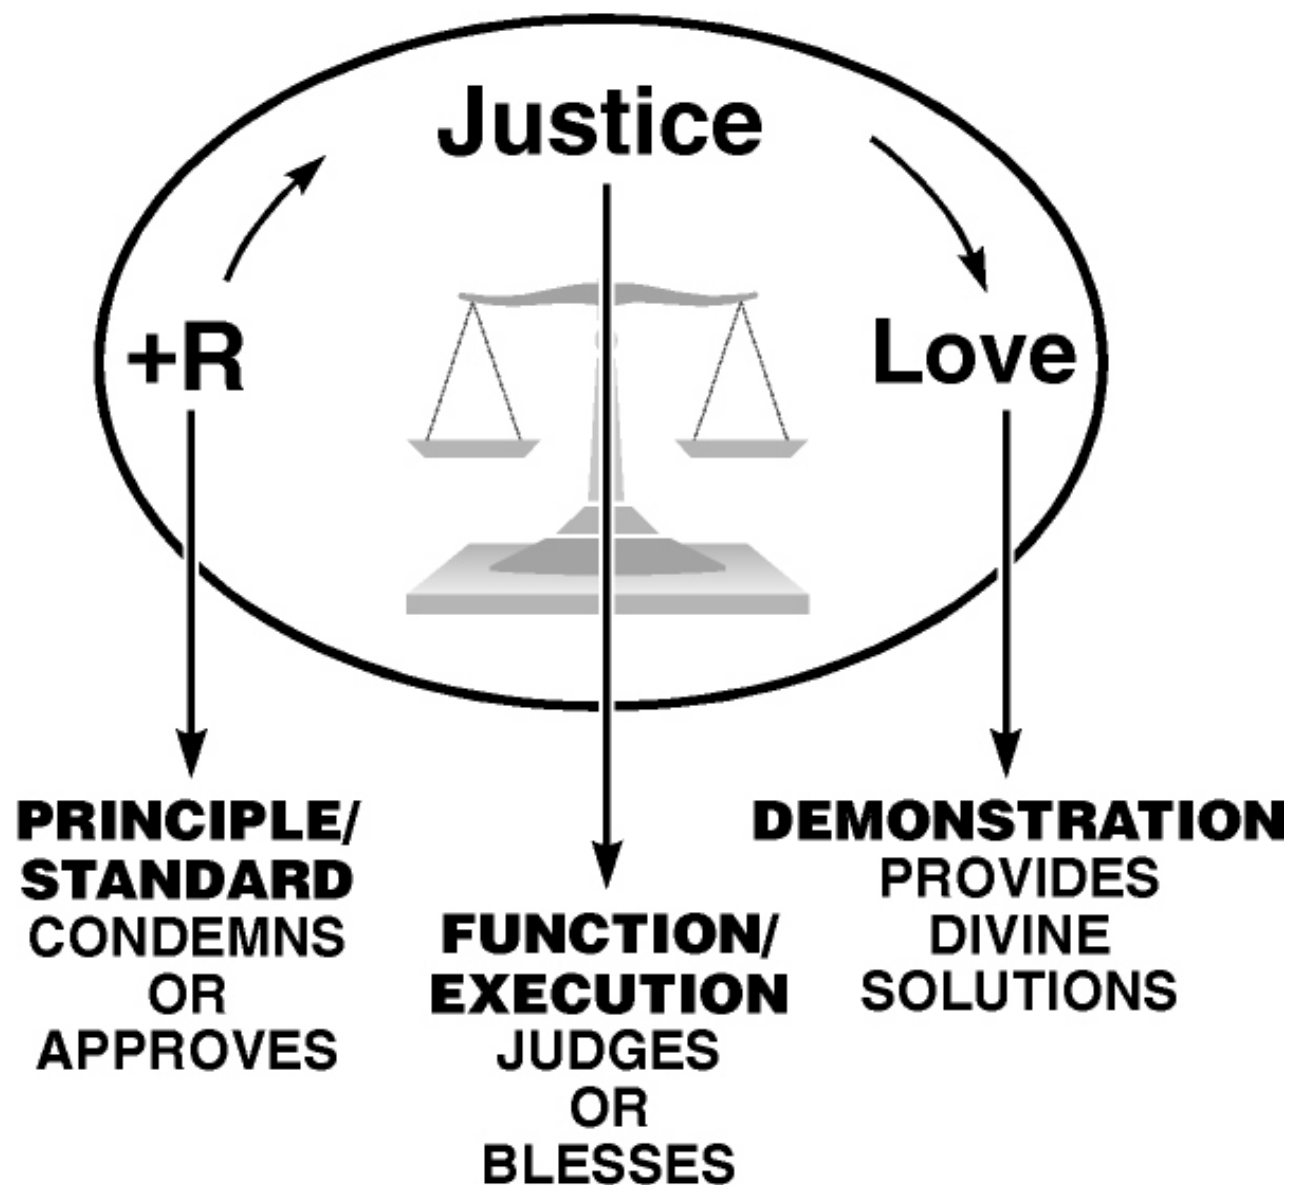 Justice
+R
Love
PRINCIPLE/
STANDARD
CONDEMNS
OR
APPROVES
FUNCTION/
EXECUTION
JUDGES
OR
BLESSES
DEMONSTRATION
PROVIDES
DIVINE
SOLUTIONS